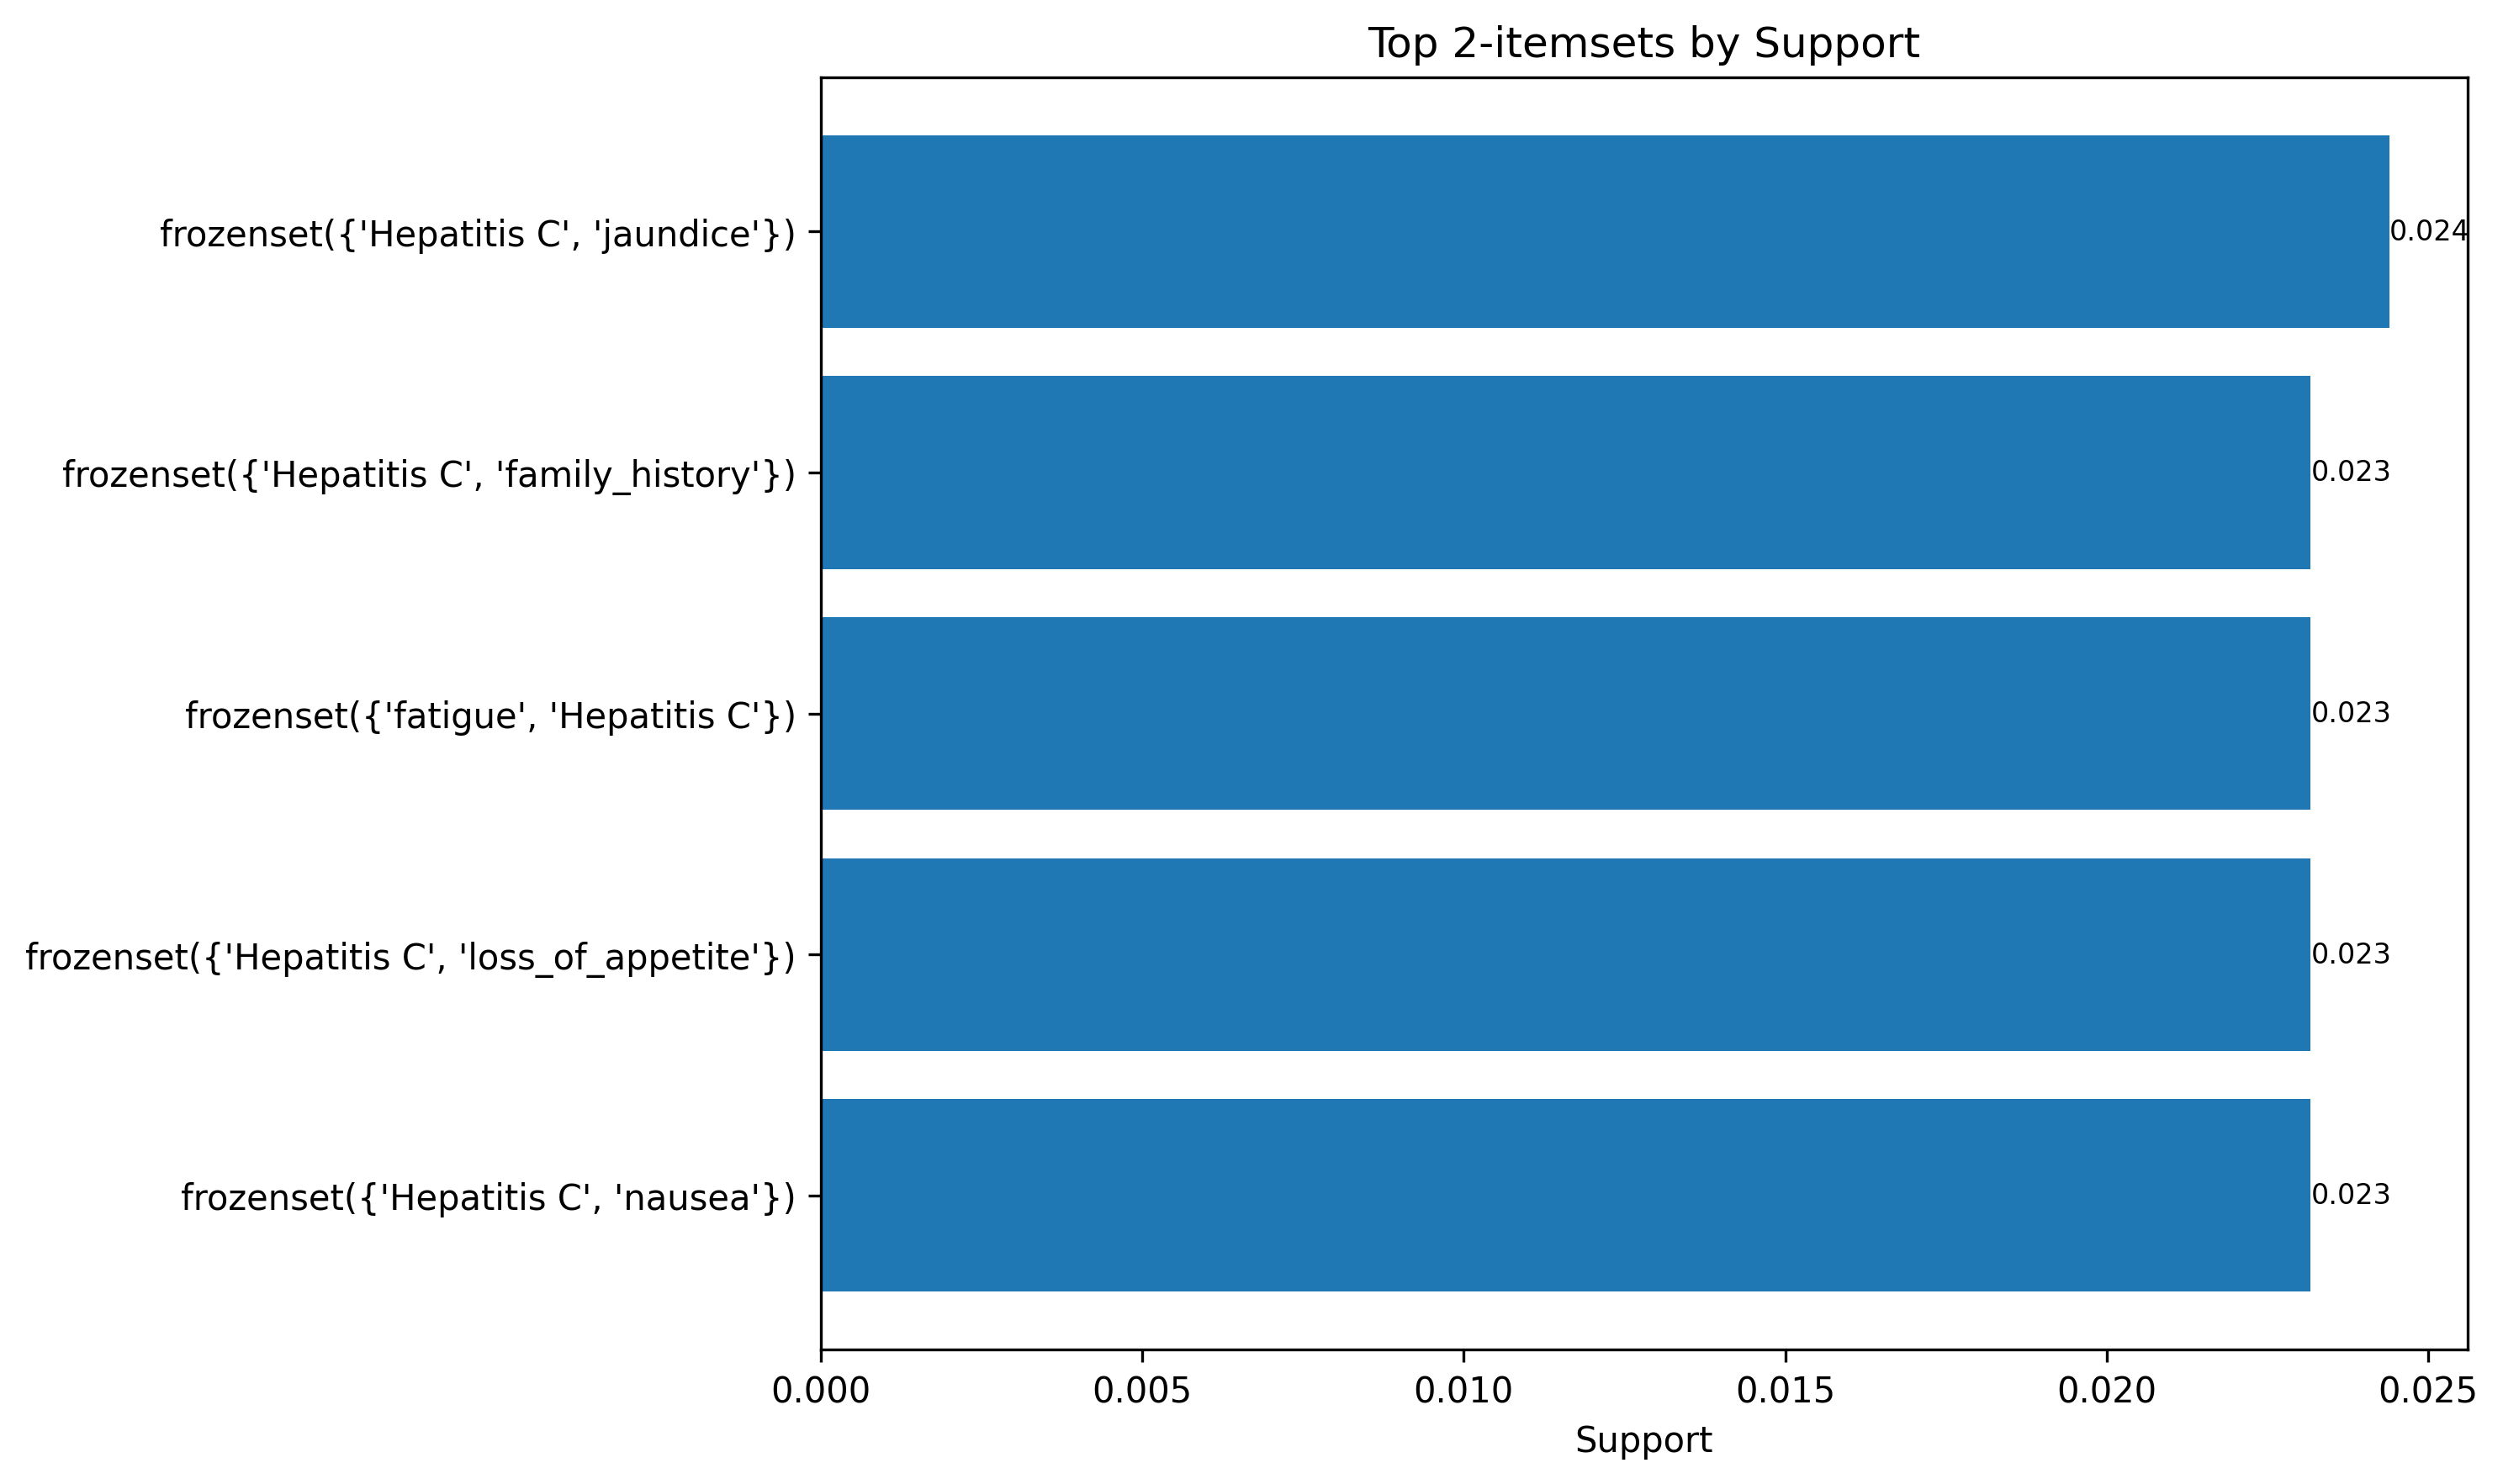 Top 2-itemsets by Support
frozenset({'Hepatitis C', 'jaundice'})
0.024
frozenset({'Hepatitis C', 'family_history'})
0.023
frozenset({'fatigue', 'Hepatitis C'})
0.023
frozenset({'Hepatitis C', 'loss_of_appetite'})
0.023
frozenset({'Hepatitis C', 'nausea'})
0.023
0.000 0.005 0.010 0.015 0.020 0.025
Support